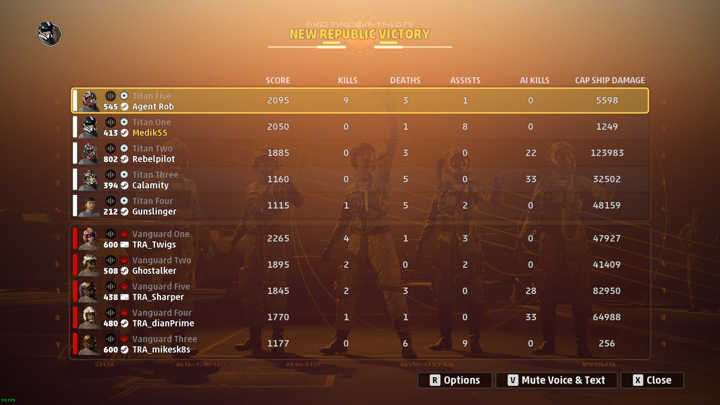 NEW REPUBLIC VICTORY
SCORE KILLS DEATHS ASSISTS AI KILLS CAP SHIP DAMAGE
Titan Five
545 Agent Rob 2095 9 3 1 0 5598
Titan One
413 Medik55 2050 0 1 8 0 1249
Titan Two
802 Rebelpilot 1885 0 3 0 22 123983
Titan Three
394 Calamity 1160 0 5 0 33 32502
Titan Four
212 Gunslinger 1115 1 5 2 0 48159
Vanguard One
600 TRA_Twigs 2265 4 1 3 0 47927
Vanguard Two
508 Ghostalker 1895 2 0 2 0 41409
Vanguard Five
438 TRA_Sharper 1845 2 3 0 28 82950
Vanguard Four
480 TRA_dianPrime 1770 1 1 0 33 64988
Vanguard Three
600 TRA_mikesk8s 1177 0 6 9 0 256
R Options V Mute Voice & Text X Close